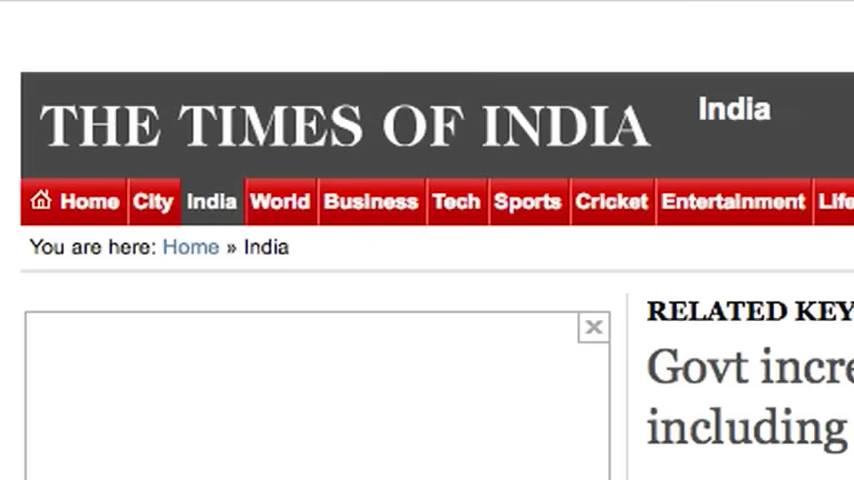 THE TIMES OF INDIA India
Home City India World Business Tech Sports Cricket Entertainment
You are here: Home » India
RELATED
Govt
including